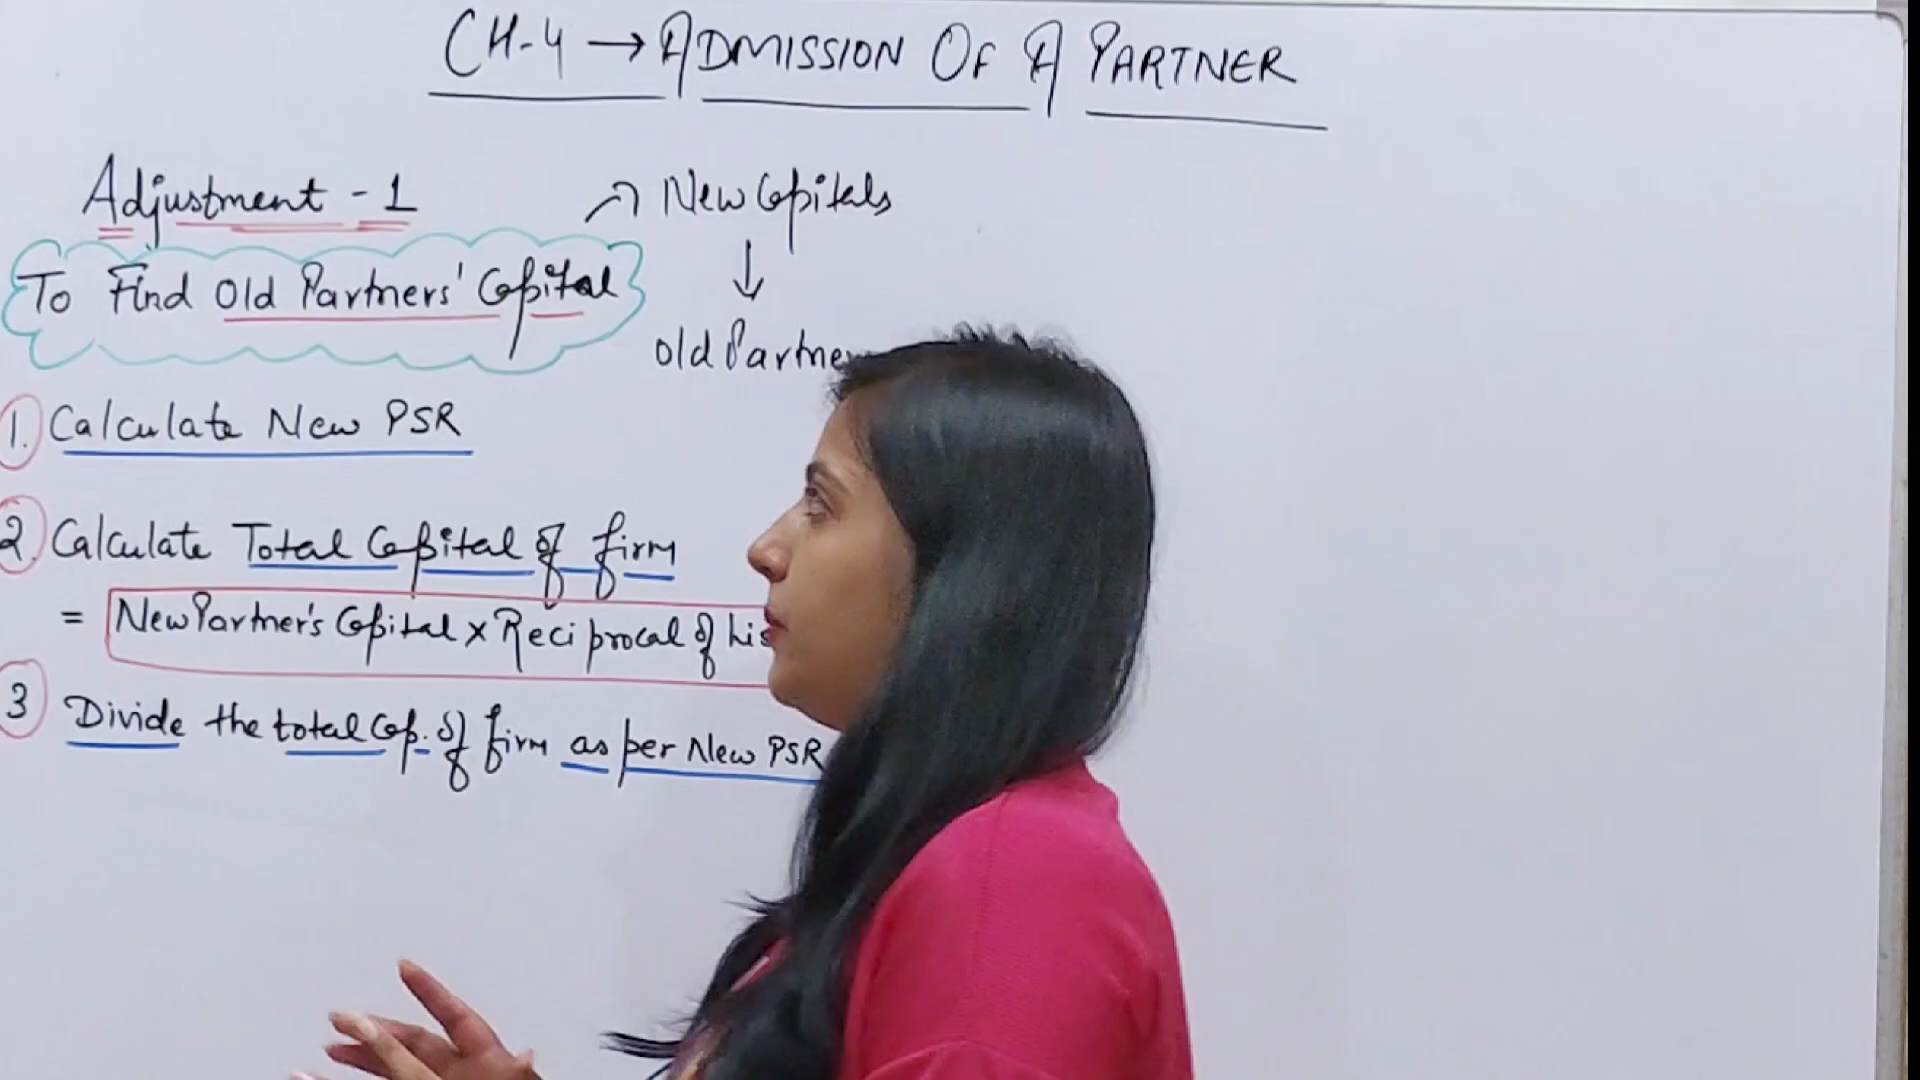 CH-4 → ADMISSION OF A PARTNER
Adjustment - 1
New Capitals
↓
To Find Old Partners' Capital
Old Partner
1. Calculate New PSR
2. Calculate Total Capital of firm
= New Partner's Capital x Reciprocal of his
3 Divide the total Cap. of firm as per New PSR